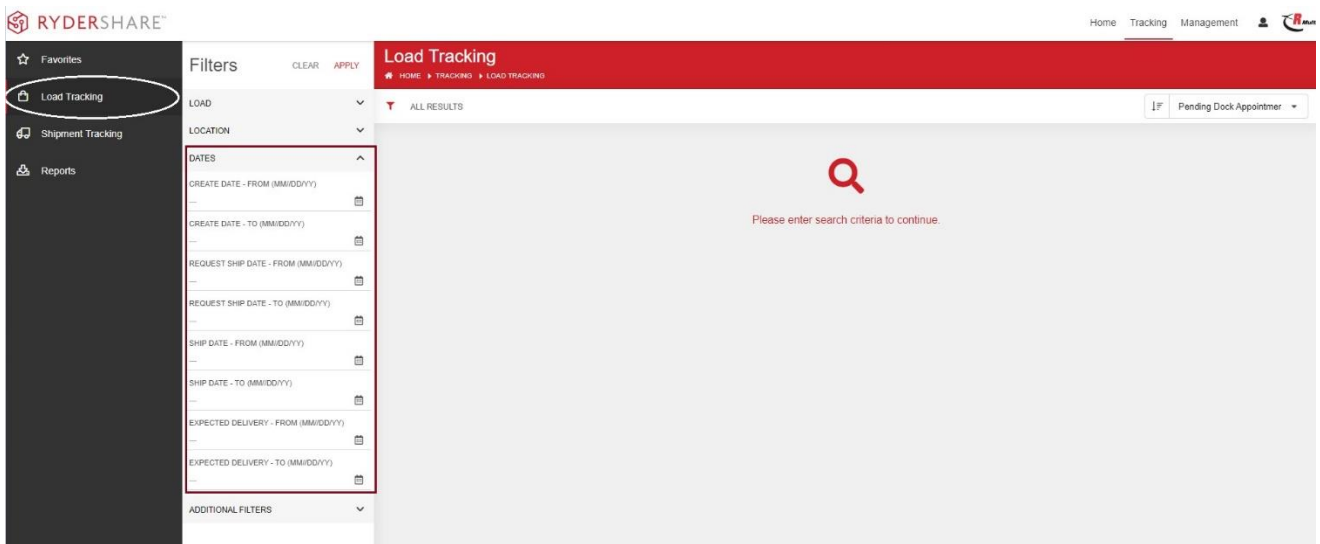 RYDERSHARE
Home Tracking Management
Favorites
Load Tracking
Shipment Tracking
Reports
Filters CLEAR APPLY
LOAD
LOCATION
DATES
CREATE DATE - FROM (MM/DD/YY)
---
CREATE DATE - TO (MM/DD/YY)
---
REQUEST SHIP DATE - FROM (MM/DD/YY)
---
REQUEST SHIP DATE - TO (MM/DD/YY)
---
SHIP DATE - FROM (MM/DD/YY)
---
SHIP DATE - TO (MM/DD/YY)
---
EXPECTED DELIVERY - FROM (MM/DD/YY)
---
EXPECTED DELIVERY - TO (MM/DD/YY)
---
ADDITIONAL FILTERS
Load Tracking
HOME TRACKING LOAD TRACKING
ALL RESULTS
Pending Dock Appointmer
Please enter search criteria to continue.